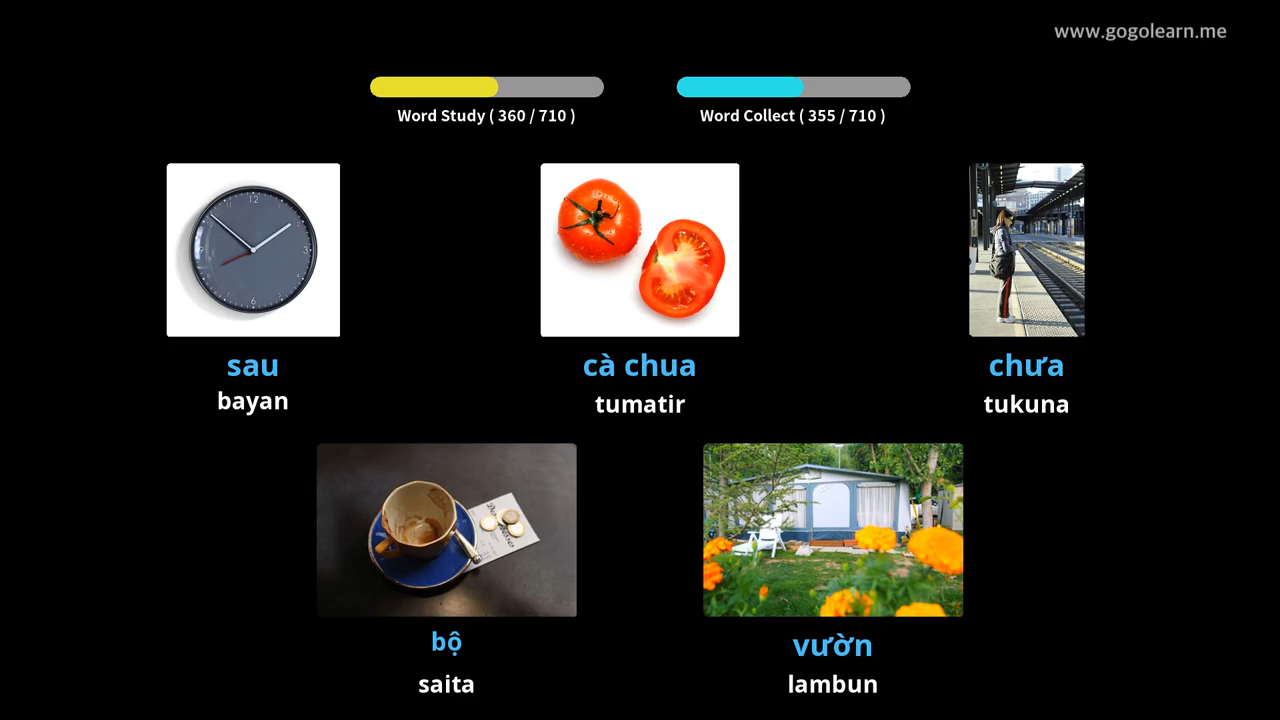 www.gogolearn.me
Word Study ( 360 / 710 )
Word Collect ( 355 / 710 )
sau
bayan
cà chua
tumatir
chưa
tukuna
bộ
saita
vườn
lambun